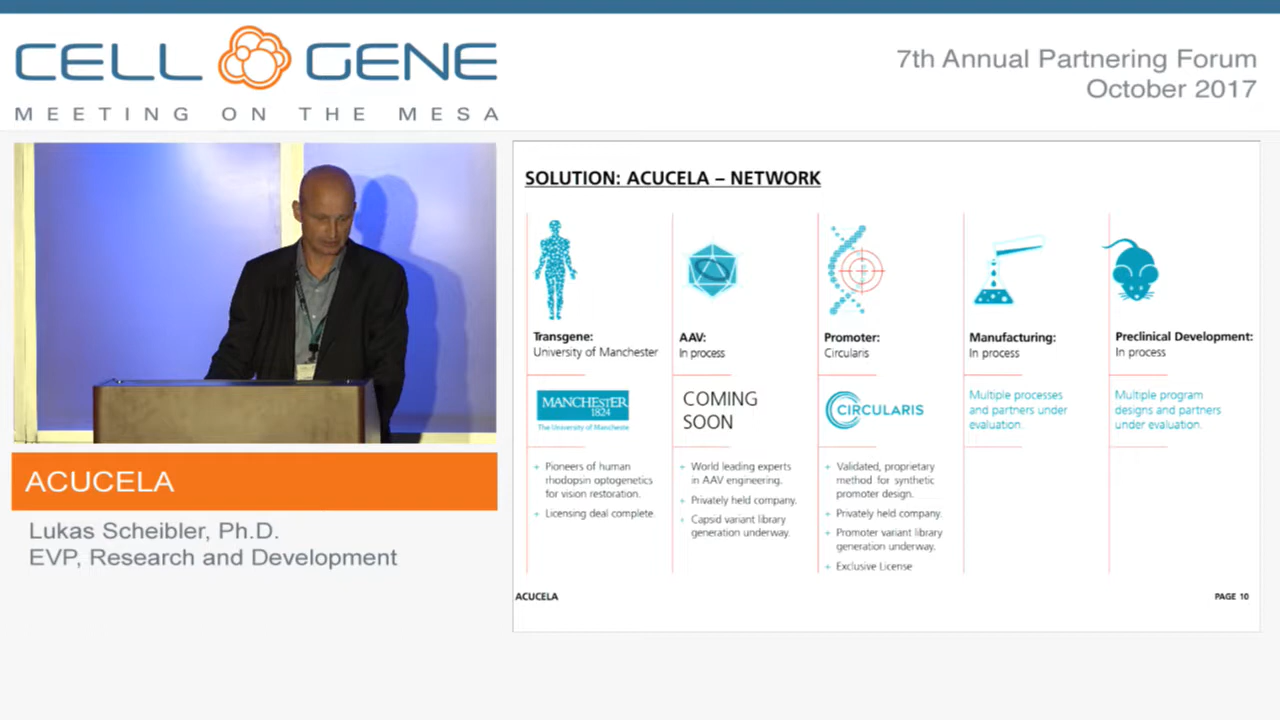 CELL GENE
MEETING ON THE MESA
7th Annual Partnering Forum
October 2017
SOLUTION: ACUCELA – NETWORK
Transgene:
University of Manchester
MANCHESTER
1824
The University of Manchester
+ Pioneers of human
rhodopsin optogenetics
for vision restoration.
+ Licensing deal complete.
AAV:
In process
COMING
SOON
+ World leading experts
in AAV engineering.
+ Privately held company.
+ Capsid variant library
generation underway.
Promoter:
Circularis
CIRCULARIS
+ Validated, proprietary
method for synthetic
promoter design.
+ Privately held company.
+ Promoter variant library
generation underway.
+ Exclusive License
Manufacturing:
In process
Multiple processes
and partners under
evaluation.
Preclinical Development:
In process
Multiple program
designs and partners
under evaluation.
ACUCELA
PAGE 10
ACUCELA
Lukas Scheibler, Ph.D.
EVP, Research and Development